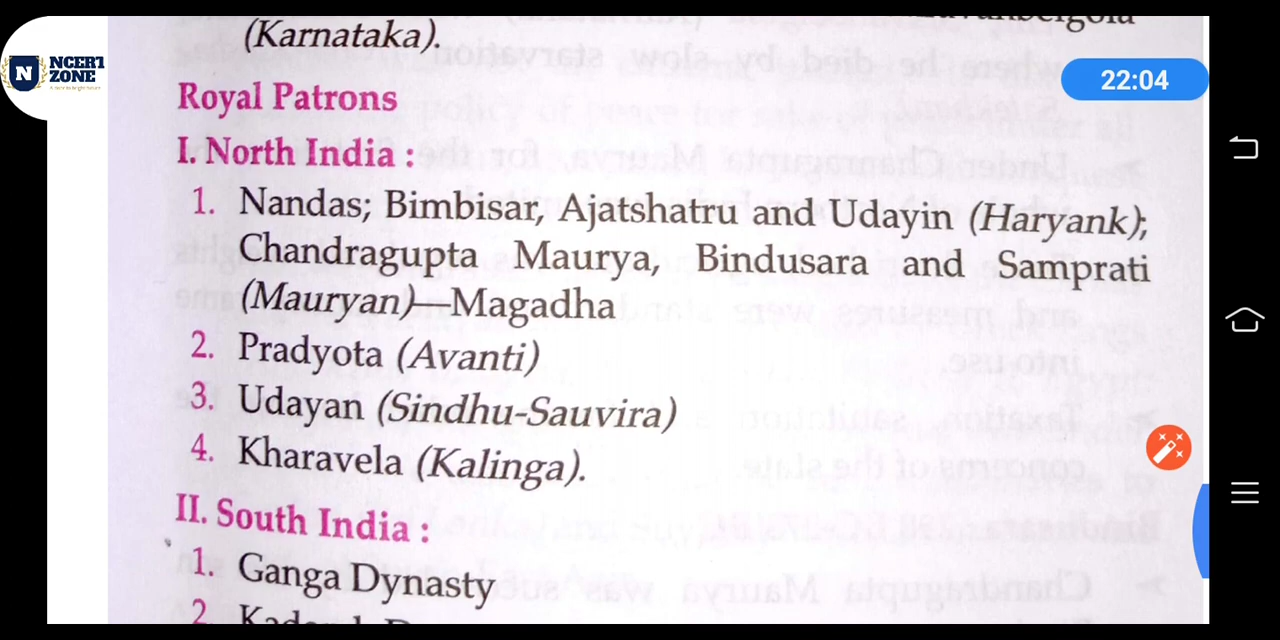 (Karnataka).
NCERT
ZONE
22:04
Royal Patrons
I. North India :
1. Nandas; Bimbisar, Ajatshatru and Udayin (Haryank);
Chandragupta Maurya, Bindusara and Samprati
(Mauryan)—Magadha
2. Pradyota (Avanti)
3. Udayan (Sindhu-Sauvira)
4. Kharavela (Kalinga).
II. South India :
1. Ganga Dynasty
2.